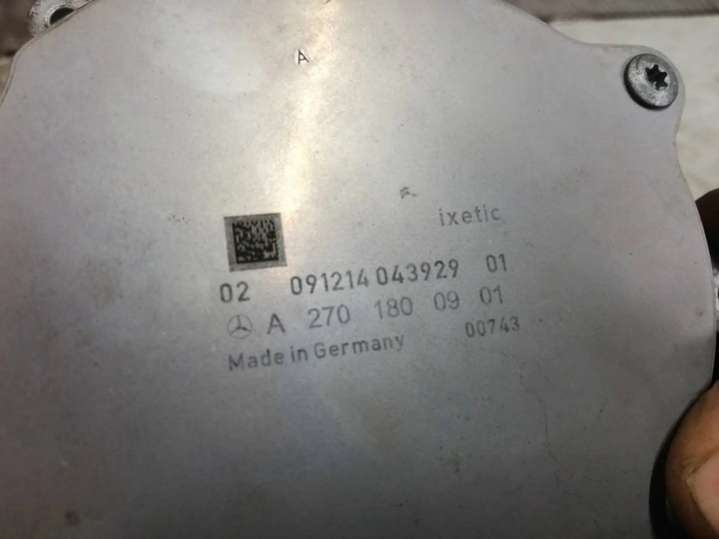 A
ixetic
02 091214 043929 01
A 270 180 09 01
Made in Germany 00743